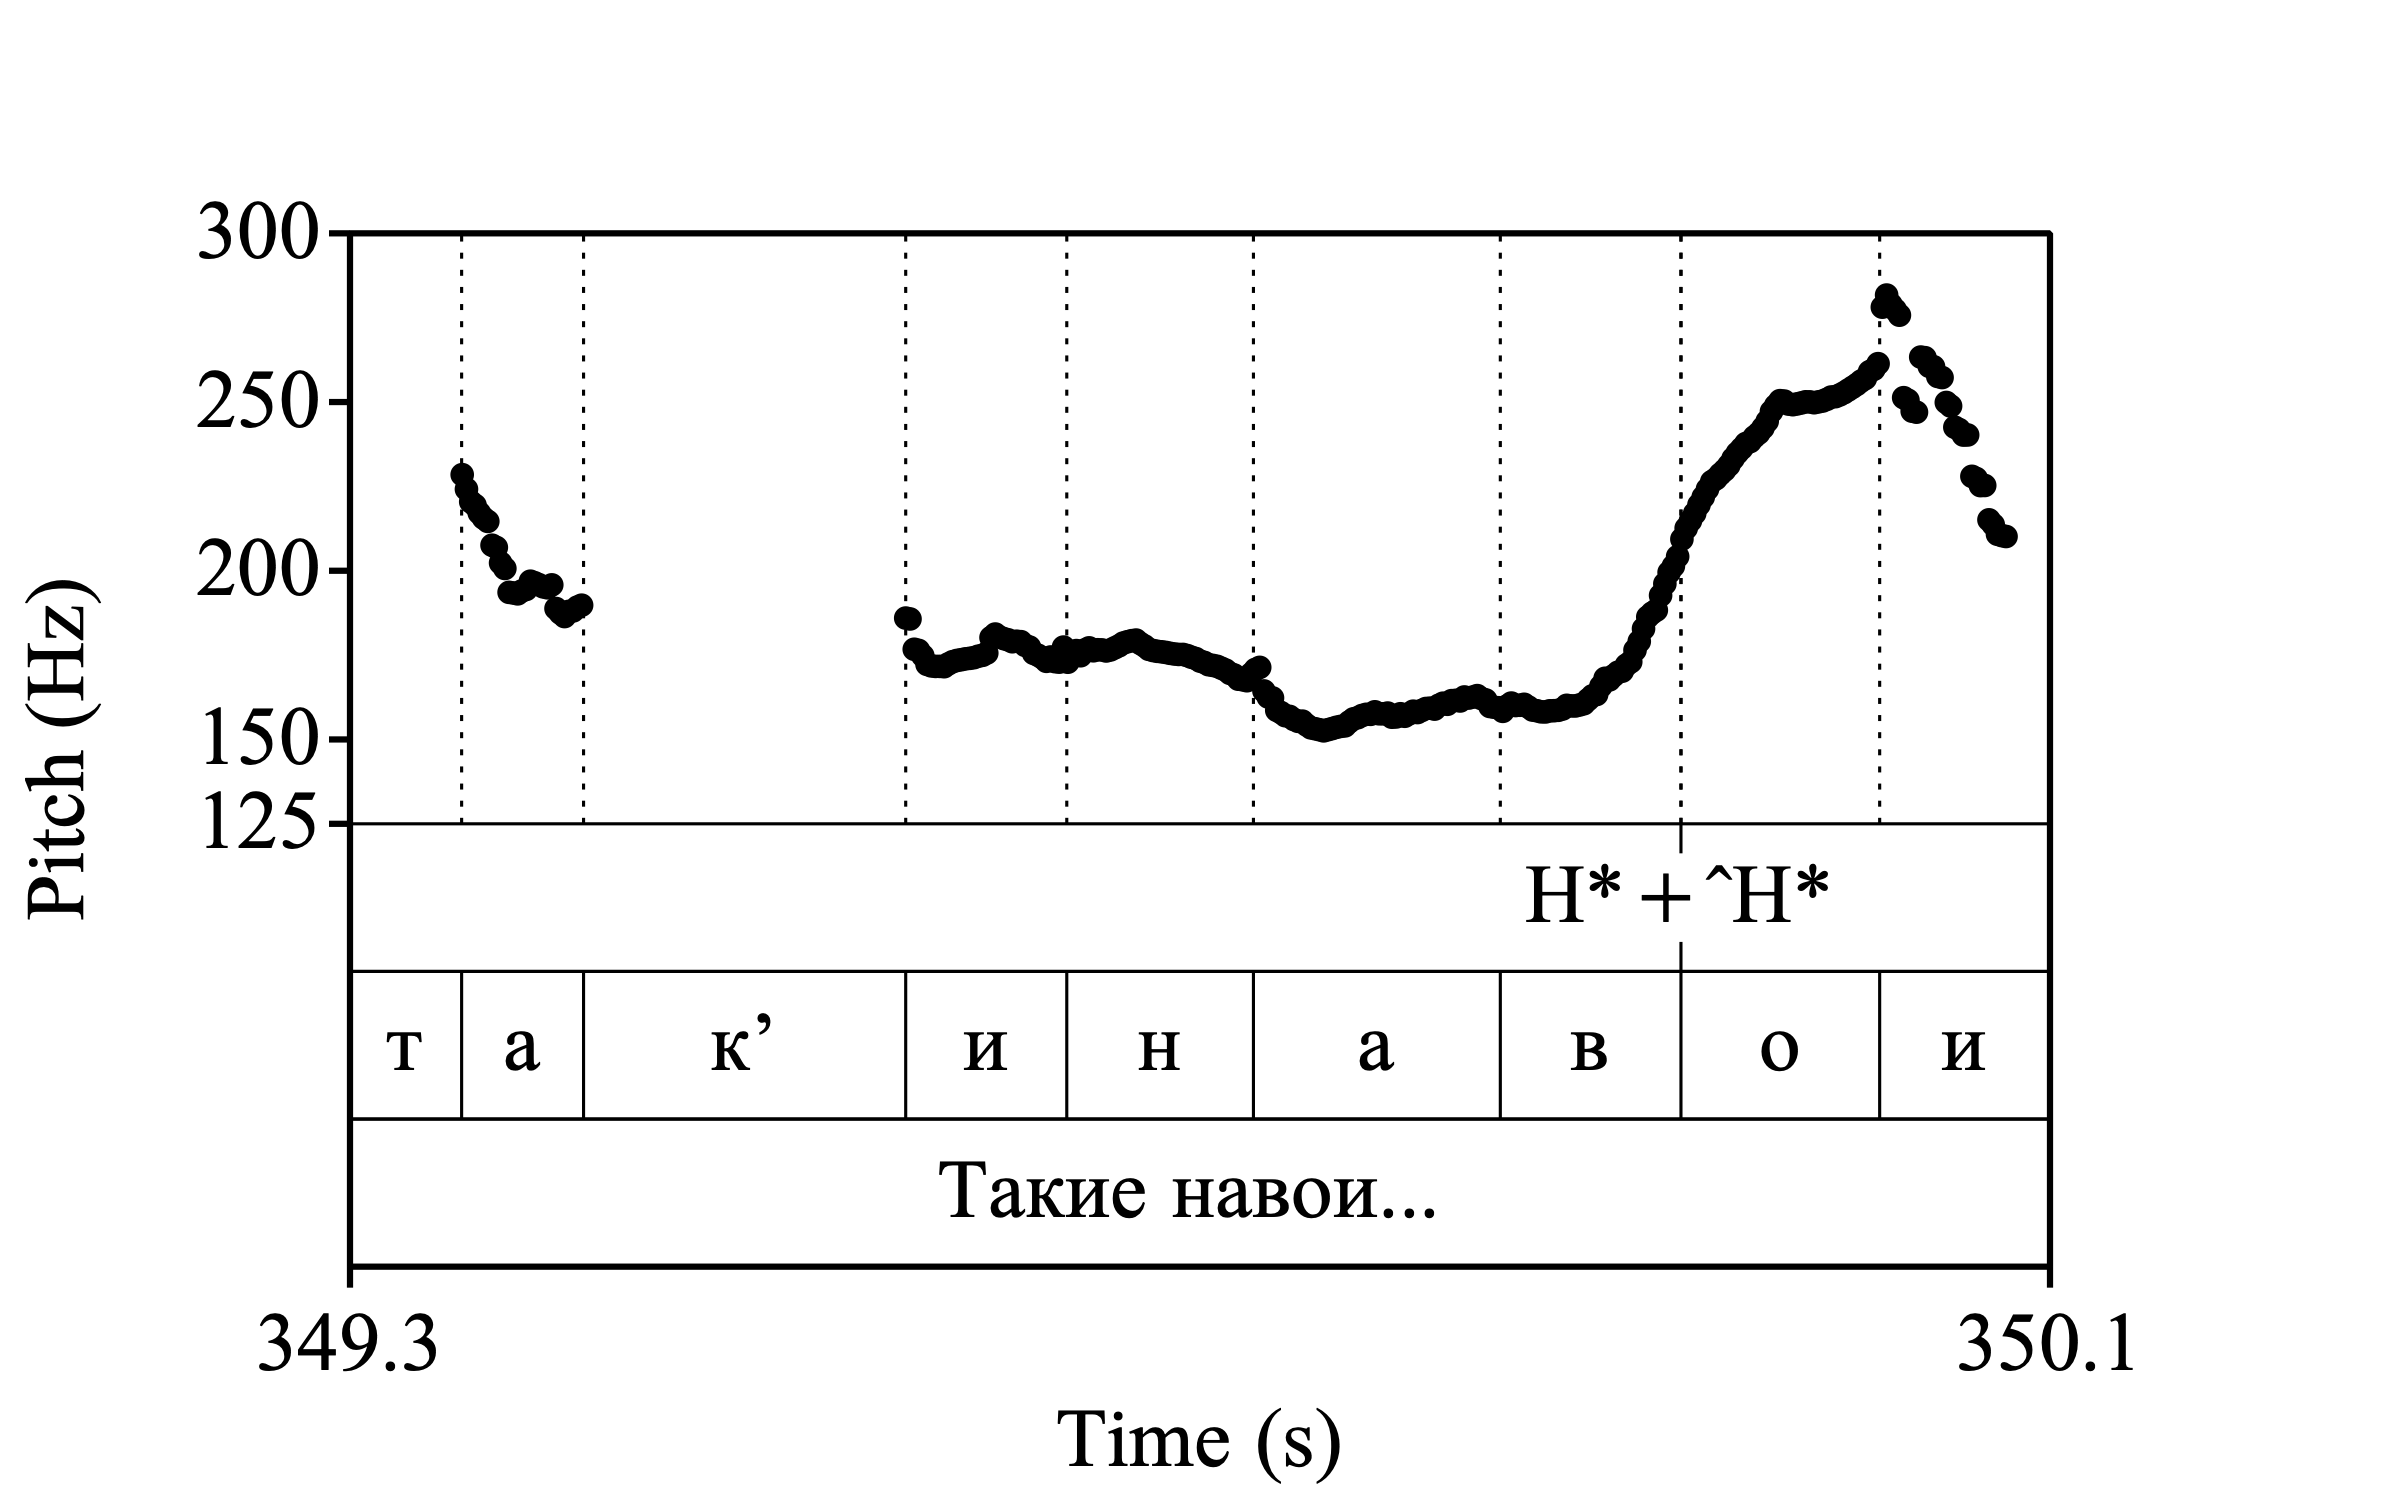 300
250
200
150
125
Pitch (Hz)
H* + ^H*
т а к’ и н а в о и
Такие навои...
349.3 350.1
Time (s)